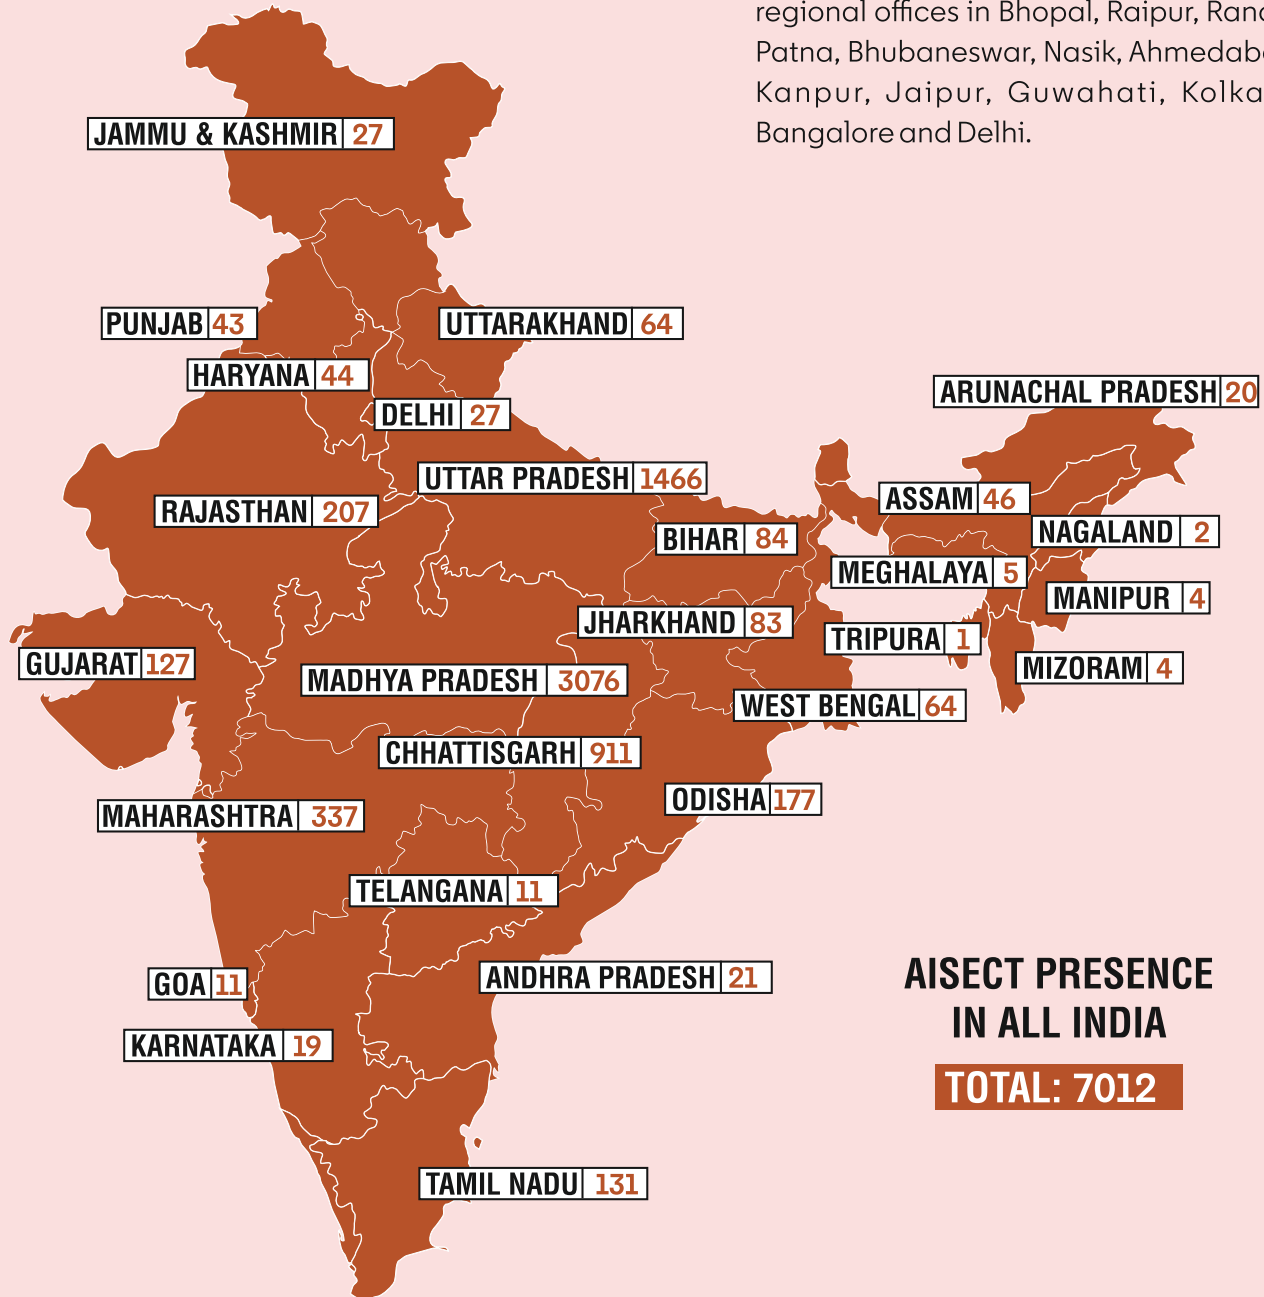 regional offices in Bhopal, Raipur,
Patna, Bhubaneswar, Nasik,
Kanpur, Jaipur, Guwahati,
Bangalore and Delhi.
JAMMU & KASHMIR 27
PUNJAB 43
UTTARAKHAND 64
HARYANA 44
ARUNACHAL PRADESH 20
DELHI 27
UTTAR PRADESH 1466
ASSAM 46
RAJASTHAN 207
NAGALAND 2
BIHAR 84
MEGHALAYA 5
MANIPUR 4
JHARKHAND 83
TRIPURA 1
GUJARAT 127
MIZORAM 4
MADHYA PRADESH 3076
WEST BENGAL 64
CHHATTISGARH 911
ODISHA 177
MAHARASHTRA 337
TELANGANA 11
GOA 11
ANDHRA PRADESH 21
KARNATAKA 19
TAMIL NADU 131
AISECT PRESENCE
IN ALL INDIA
TOTAL: 7012